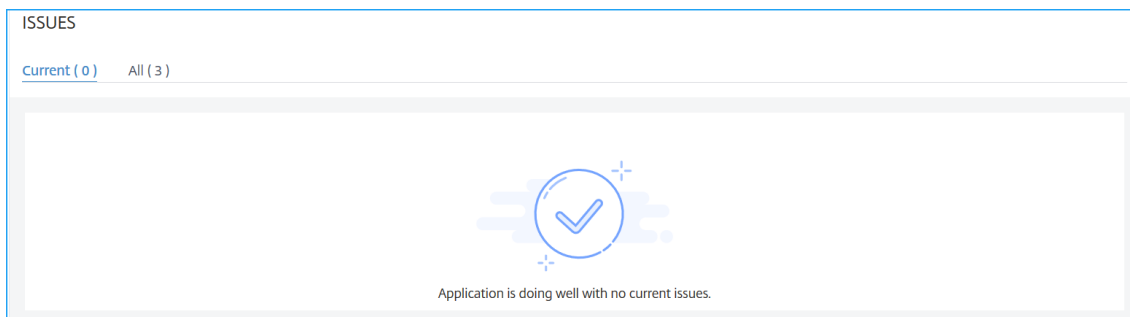 ISSUES
Current ( 0 ) All ( 3 )
Application is doing well with no current issues.